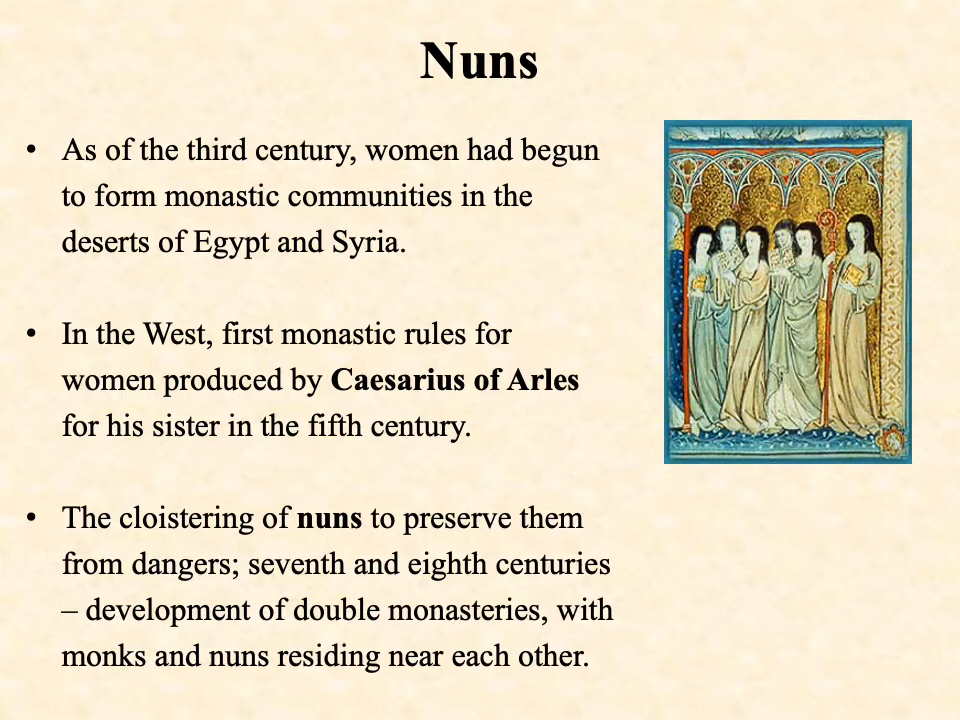 Nuns
• As of the third century, women had begun
to form monastic communities in the
deserts of Egypt and Syria.
• In the West, first monastic rules for
women produced by Caesarius of Arles
for his sister in the fifth century.
• The cloistering of nuns to preserve them
from dangers; seventh and eighth centuries
– development of double monasteries, with
monks and nuns residing near each other.